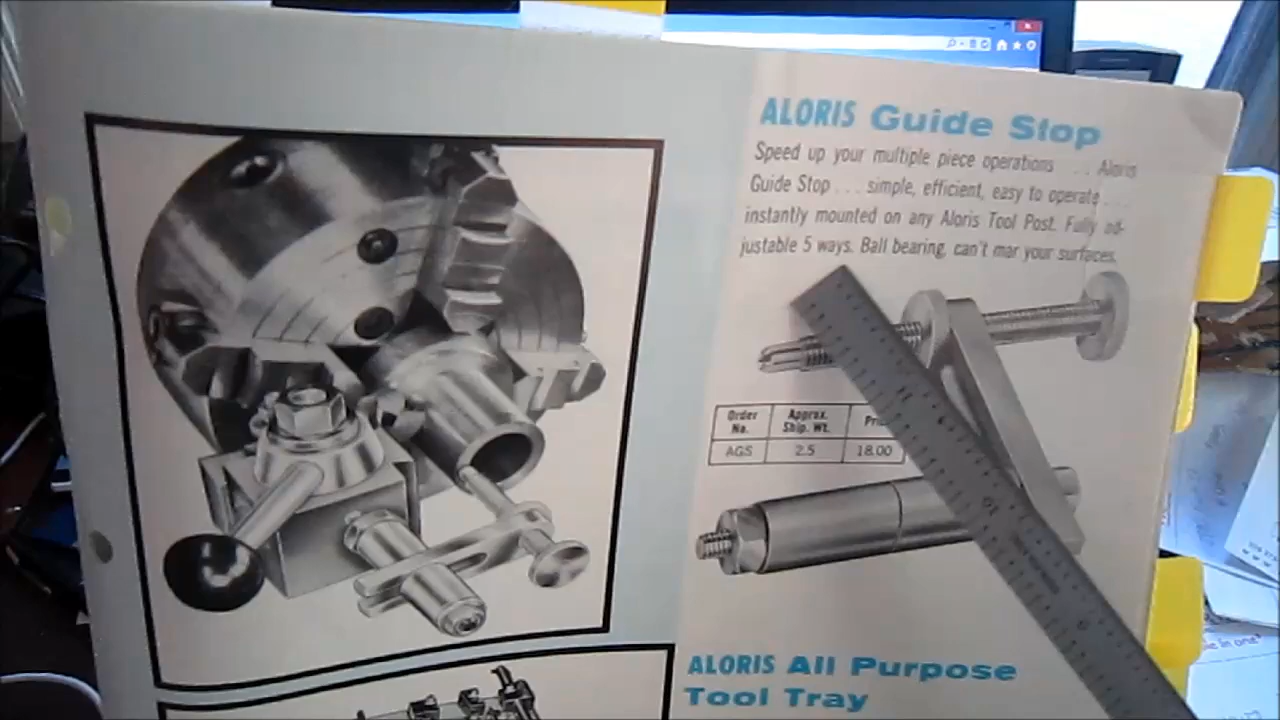 ALORIS Guide Stop
Speed up your multiple piece operations . . Aloris
Guide Stop . . . simple, efficient, easy to operate . . .
instantly mounted on any Aloris Tool Post. Fully ad-
justable 5 ways. Ball bearing, can't mar your surfaces.
Order No. Approx. Ship. Wt.
AGS 2.5 18.00
ALORIS All Purpose
Tool Tray